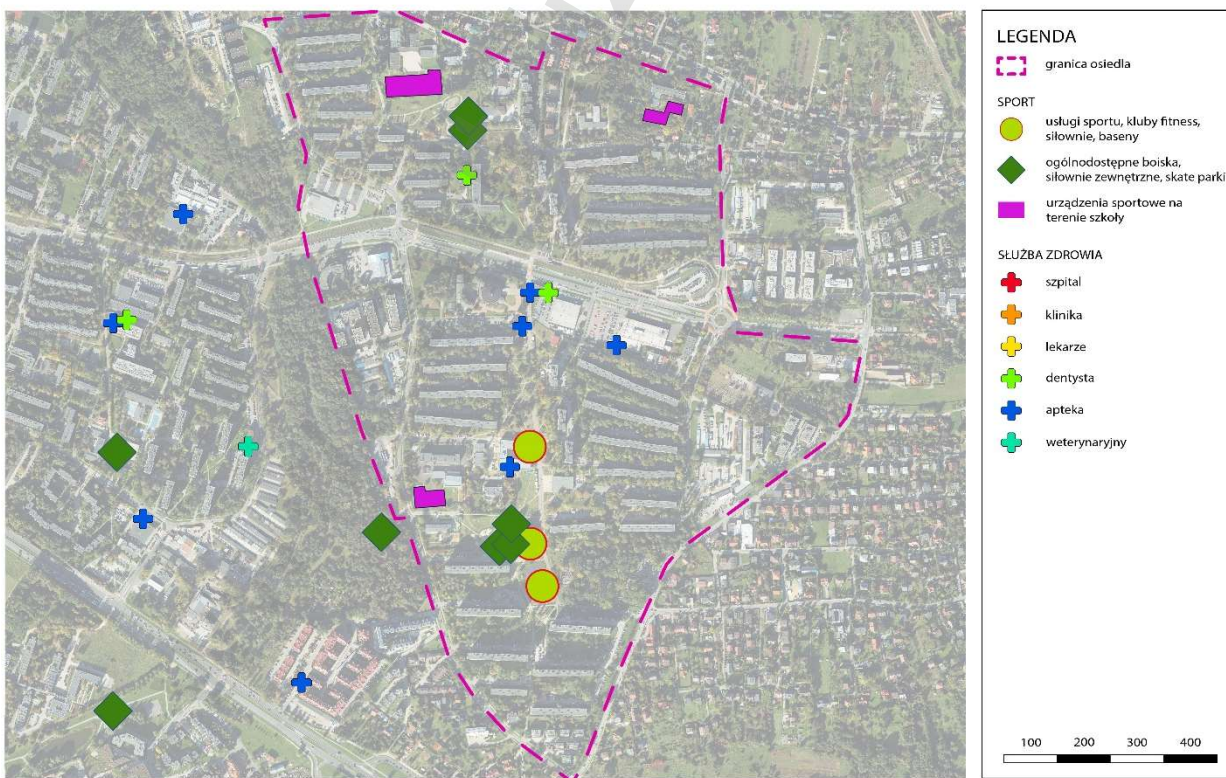 LEGENDA
granica osiedla
SPORT
usługi sportu, kluby fitness,
siłownie, baseny
ogólnodostępne boiska,
siłownie zewnętrzne, skate parki
urządzenia sportowe na
terenie szkoły
SŁUŻBA ZDROWIA
szpital
klinika
lekarze
dentysta
apteka
weterynaryjny
100 200 300 400